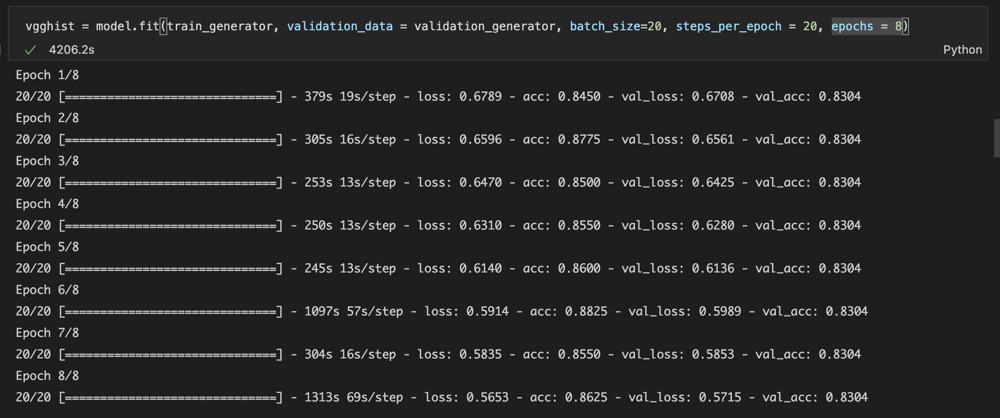 vgghist = model.fit(train_generator, validation_data = validation_generator, batch_size=20, steps_per_epoch = 20, epochs = 8)
4206.2s
Python
Epoch 1/8
20/20 [==============================] - 379s 19s/step - loss: 0.6789 - acc: 0.8450 - val_loss: 0.6708 - val_acc: 0.8304
Epoch 2/8
20/20 [==============================] - 305s 16s/step - loss: 0.6596 - acc: 0.8775 - val_loss: 0.6561 - val_acc: 0.8304
Epoch 3/8
20/20 [==============================] - 253s 13s/step - loss: 0.6470 - acc: 0.8500 - val_loss: 0.6425 - val_acc: 0.8304
Epoch 4/8
20/20 [==============================] - 250s 13s/step - loss: 0.6310 - acc: 0.8550 - val_loss: 0.6280 - val_acc: 0.8304
Epoch 5/8
20/20 [==============================] - 245s 13s/step - loss: 0.6140 - acc: 0.8600 - val_loss: 0.6136 - val_acc: 0.8304
Epoch 6/8
20/20 [==============================] - 1097s 57s/step - loss: 0.5914 - acc: 0.8825 - val_loss: 0.5989 - val_acc: 0.8304
Epoch 7/8
20/20 [==============================] - 304s 16s/step - loss: 0.5835 - acc: 0.8550 - val_loss: 0.5853 - val_acc: 0.8304
Epoch 8/8
20/20 [==============================] - 1313s 69s/step - loss: 0.5653 - acc: 0.8625 - val_loss: 0.5715 - val_acc: 0.8304